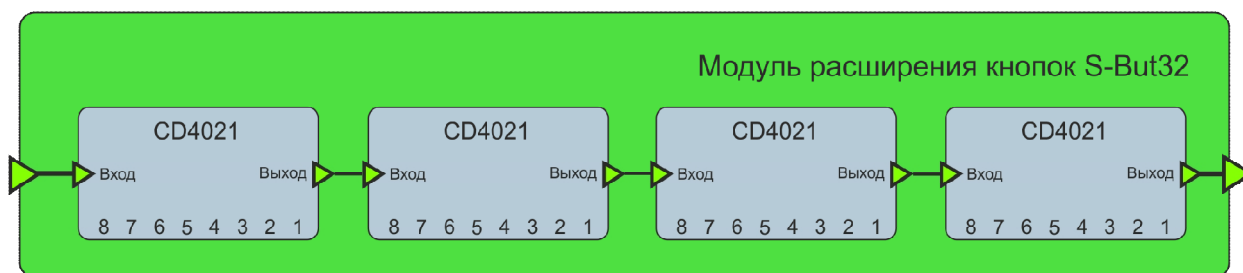 Модуль расширения кнопок S-But32
CD4021 CD4021 CD4021 CD4021
Вход Выход Вход Выход Вход Выход Вход Выход
8 7 6 5 4 3 2 1 8 7 6 5 4 3 2 1 8 7 6 5 4 3 2 1 8 7 6 5 4 3 2 1